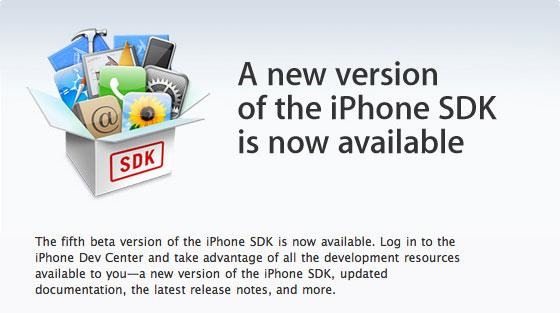 A new version
of the iPhone SDK
is now available
@
SDK
The fifth beta version of the iPhone SDK is now available. Log in to the
iPhone Dev Center and take advantage of all the development resources
available to you—a new version of the iPhone SDK, updated
documentation, the latest release notes, and more.